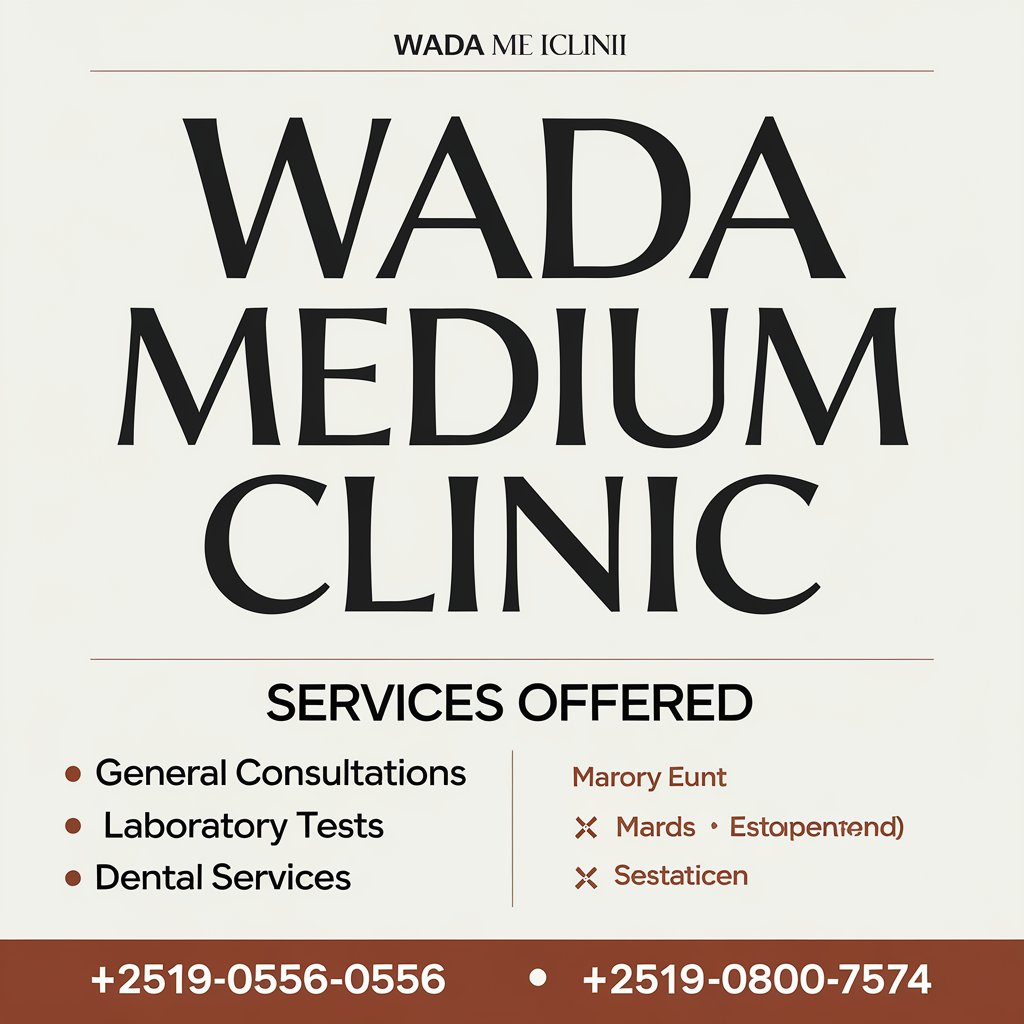 WADA ME ICLINII
WADA
MEDIUM
CLINIC
SERVICES OFFERED
• General Consultations
• Laboratory Tests
• Dental Services
Marory Eunt
Mards • Estoipenrend)
Sestaticen
+2519-0556-0556 • +2519-0800-7574